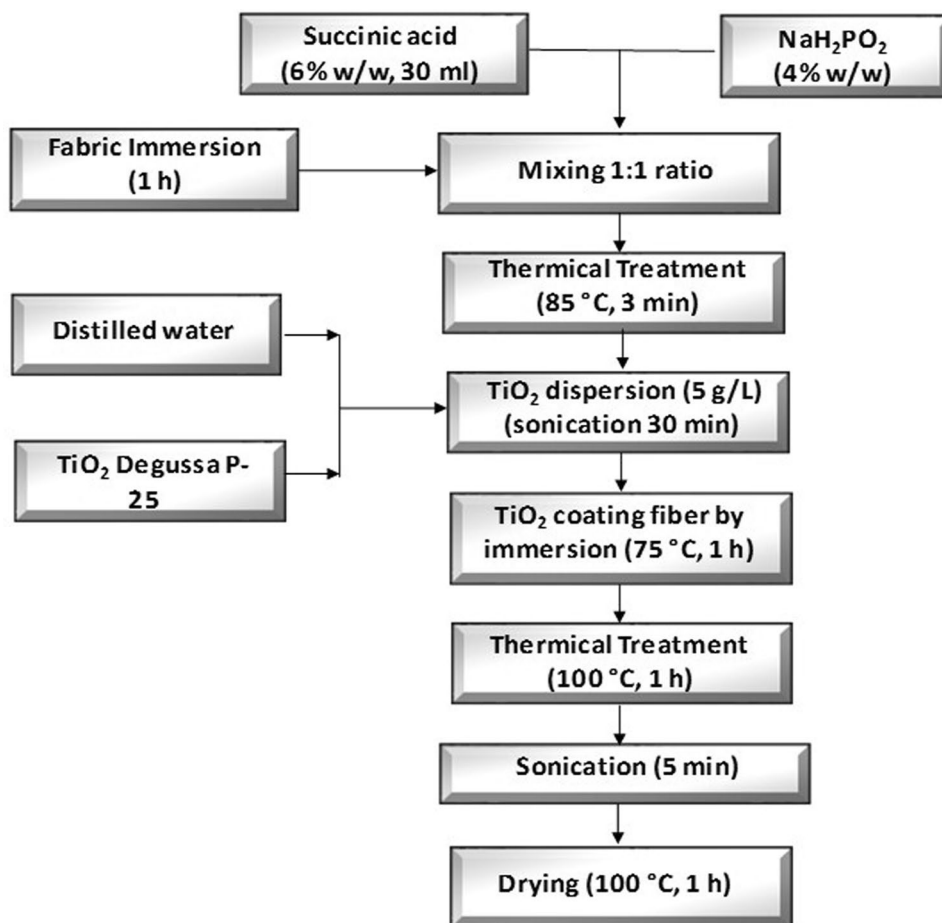 Succinic acid
(6% w/w, 30 ml)
NaH₂PO₂
(4% w/w)
Fabric Immersion
(1 h)
Mixing 1:1 ratio
Thermical Treatment
(85 °C, 3 min)
Distilled water
TiO₂ Degussa P-
25
TiO₂ dispersion (5 g/L)
(sonication 30 min)
TiO₂ coating fiber by
immersion (75 °C, 1 h)
Thermical Treatment
(100 °C, 1 h)
Sonication (5 min)
Drying (100 °C, 1 h)